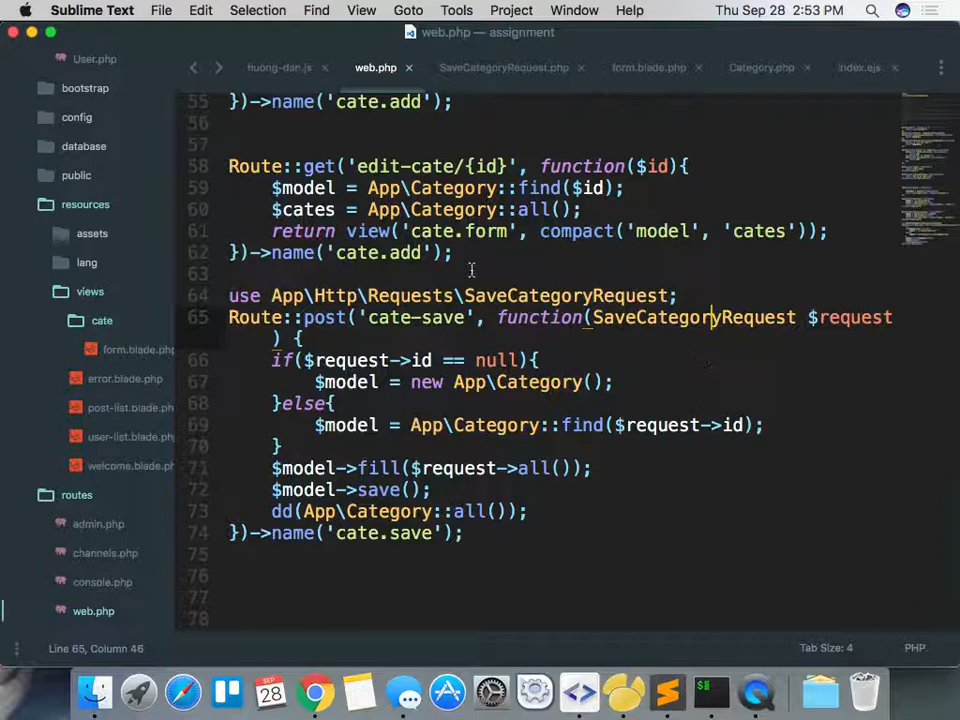 Sublime Text File Edit Selection Find View Goto Tools Project Window Help Thu Sep 28 2:53 PM
web.php — assignment
huong-dan.js × web.php × SaveCategoryRequest.php × form.blade.php × Category.php × index.ejs ×
User.php
bootstrap
config
database
public
resources
assets
lang
views
cate
form.blade.php
error.blade.php
post-list.blade.ph
user-list.blade.ph
welcome.blade.ph
routes
admin.php
channels.php
console.php
web.php
55 })->name('cate.add');
56
57
58 Route::get('edit-cate/{id}', function($id){
59 $model = App\Category::find($id);
60 $cates = App\Category::all();
61 return view('cate.form', compact('model', 'cates'));
62 })->name('cate.add');
63
64 use App\Http\Requests\SaveCategoryRequest;
65 Route::post('cate-save', function(SaveCategoryRequest $request
) {
66 if($request->id == null){
67 $model = new App\Category();
68 }else{
69 $model = App\Category::find($request->id);
70 }
71 $model->fill($request->all());
72 $model->save();
73 dd(App\Category::all());
74 })->name('cate.save');
75
76
77
78
Line 65, Column 46 Tab Size: 4 PHP
SEP
28